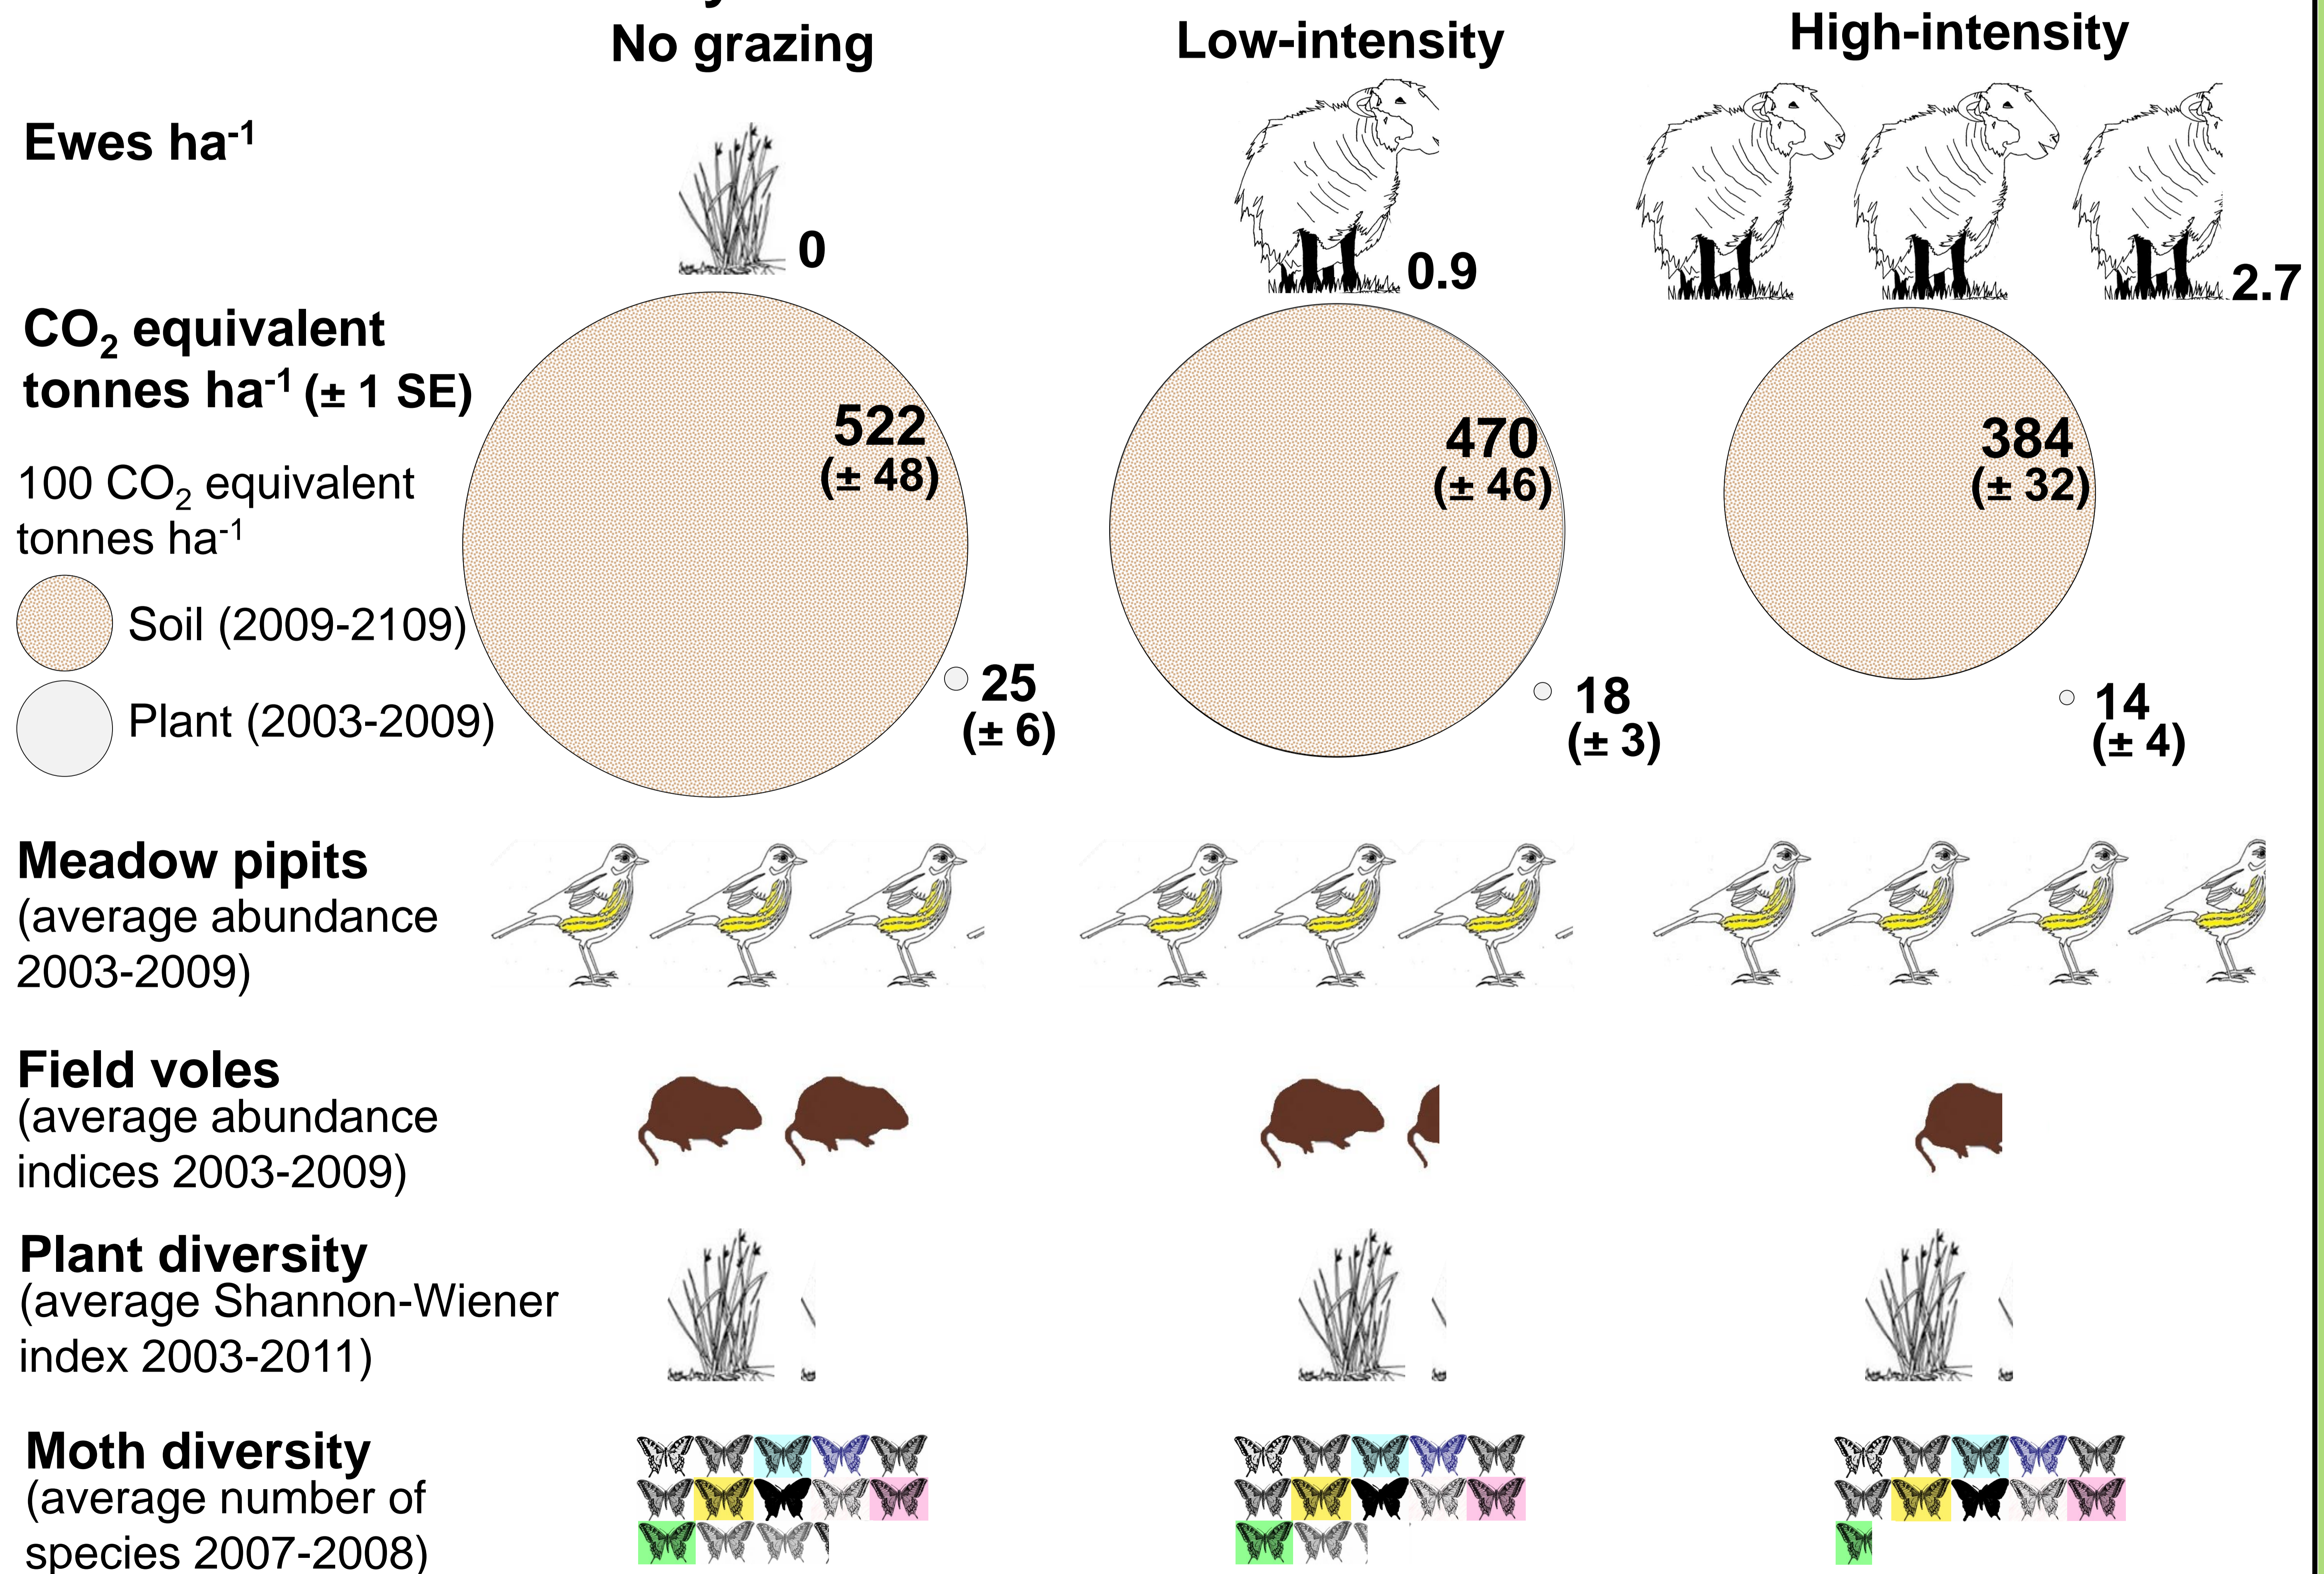 No grazing
Low-intensity
High-intensity
Ewes ha-1
0
0.9
2.7
CO2 equivalent
tonnes ha-1 (± 1 SE)
522
(± 48)
470
(± 46)
384
(± 32)
100 CO2 equivalent
tonnes ha-1
Soil (2009-2109)
Plant (2003-2009)
25
(± 6)
18
(± 3)
14
(± 4)
Meadow pipits
(average abundance
2003-2009)
Field voles
(average abundance
indices 2003-2009)
Plant diversity
(average Shannon-Wiener
index 2003-2011)
Moth diversity
(average number of
species 2007-2008)